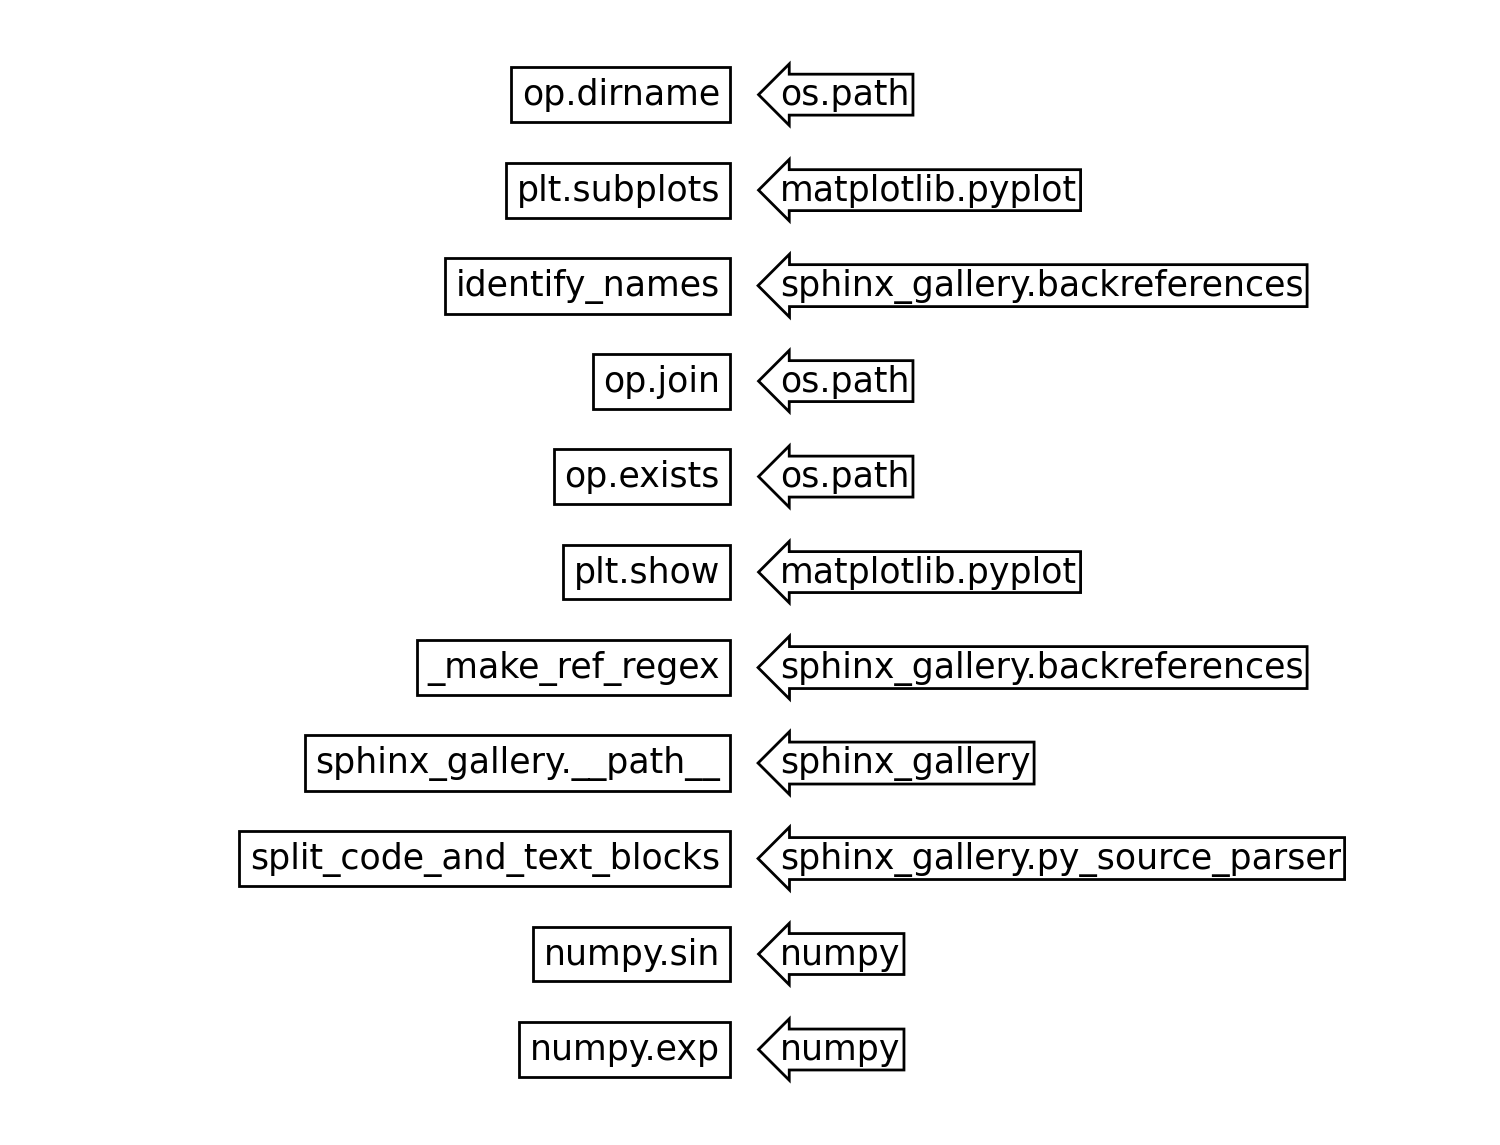 op.dirname os.path
plt.subplots matplotlib.pyplot
identify_names sphinx_gallery.backreferences
op.join os.path
op.exists os.path
plt.show matplotlib.pyplot
_make_ref_regex sphinx_gallery.backreferences
sphinx_gallery.__path__ sphinx_gallery
split_code_and_text_blocks sphinx_gallery.py_source_parser
numpy.sin numpy
numpy.exp numpy